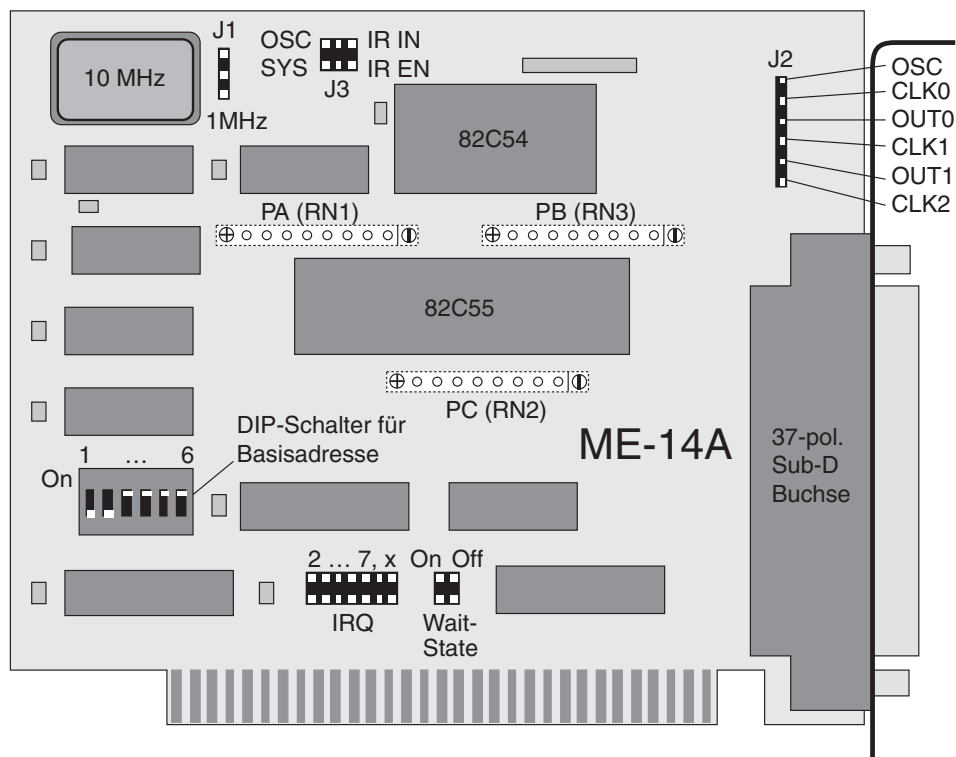 10 MHz
J1
1MHz
OSC
SYS
IR IN
IR EN
J3
82C54
J2
OSC
CLK0
OUT0
CLK1
OUT1
CLK2
PA (RN1)
PB (RN3)
82C55
PC (RN2)
DIP-Schalter für
Basisadresse
1 ... 6
On
ME-14A
37-pol.
Sub-D
Buchse
2 ... 7, x
IRQ
On Off
Wait-
State